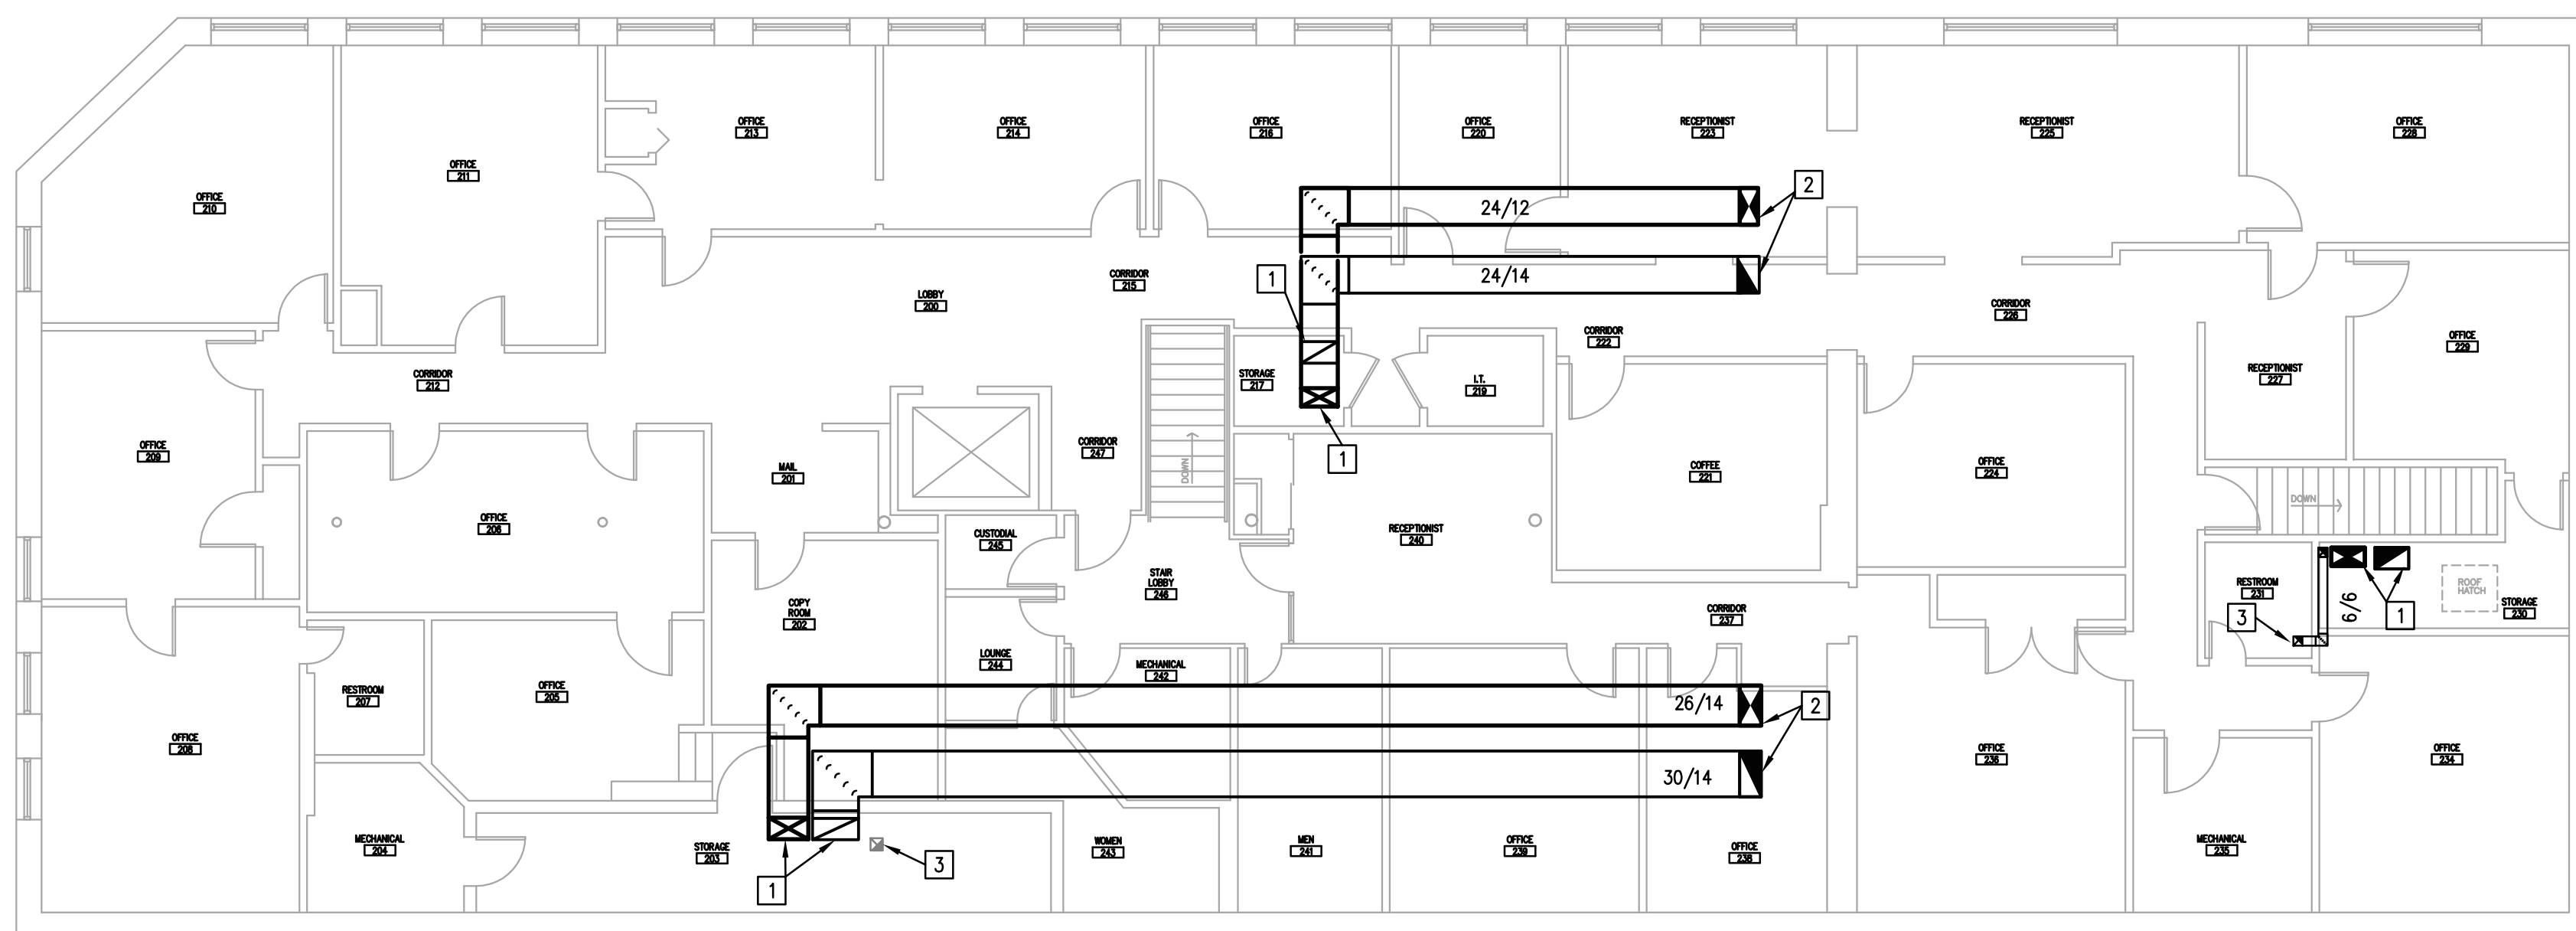 OFFICE
213
OFFICE
214
OFFICE
216
OFFICE
220
RECEPTIONIST
223
RECEPTIONIST
225
OFFICE
228
OFFICE
211
OFFICE
210
2
24/12
24/14
1
CORRIDOR
215
LOBBY
200
CORRIDOR
226
CORRIDOR
222
OFFICE
229
CORRIDOR
212
STORAGE
217
I.T.
219
RECEPTIONIST
227
CORRIDOR
247
DOWN
1
OFFICE
209
MAIL
201
COFFEE
221
OFFICE
224
DOWN
OFFICE
206
CUSTODIAL
245
RECEPTIONIST
240
STAIR
LOBBY
246
RESTROOM
231
ROOF
HATCH
COPY
ROOM
202
CORRIDOR
237
3
6/6
1
STORAGE
230
LOUNGE
244
MECHANICAL
242
RESTROOM
207
OFFICE
205
26/14
2
OFFICE
208
OFFICE
236
OFFICE
234
30/14
MECHANICAL
204
STORAGE
203
3
WOMEN
243
MEN
241
OFFICE
239
OFFICE
238
MECHANICAL
235
1